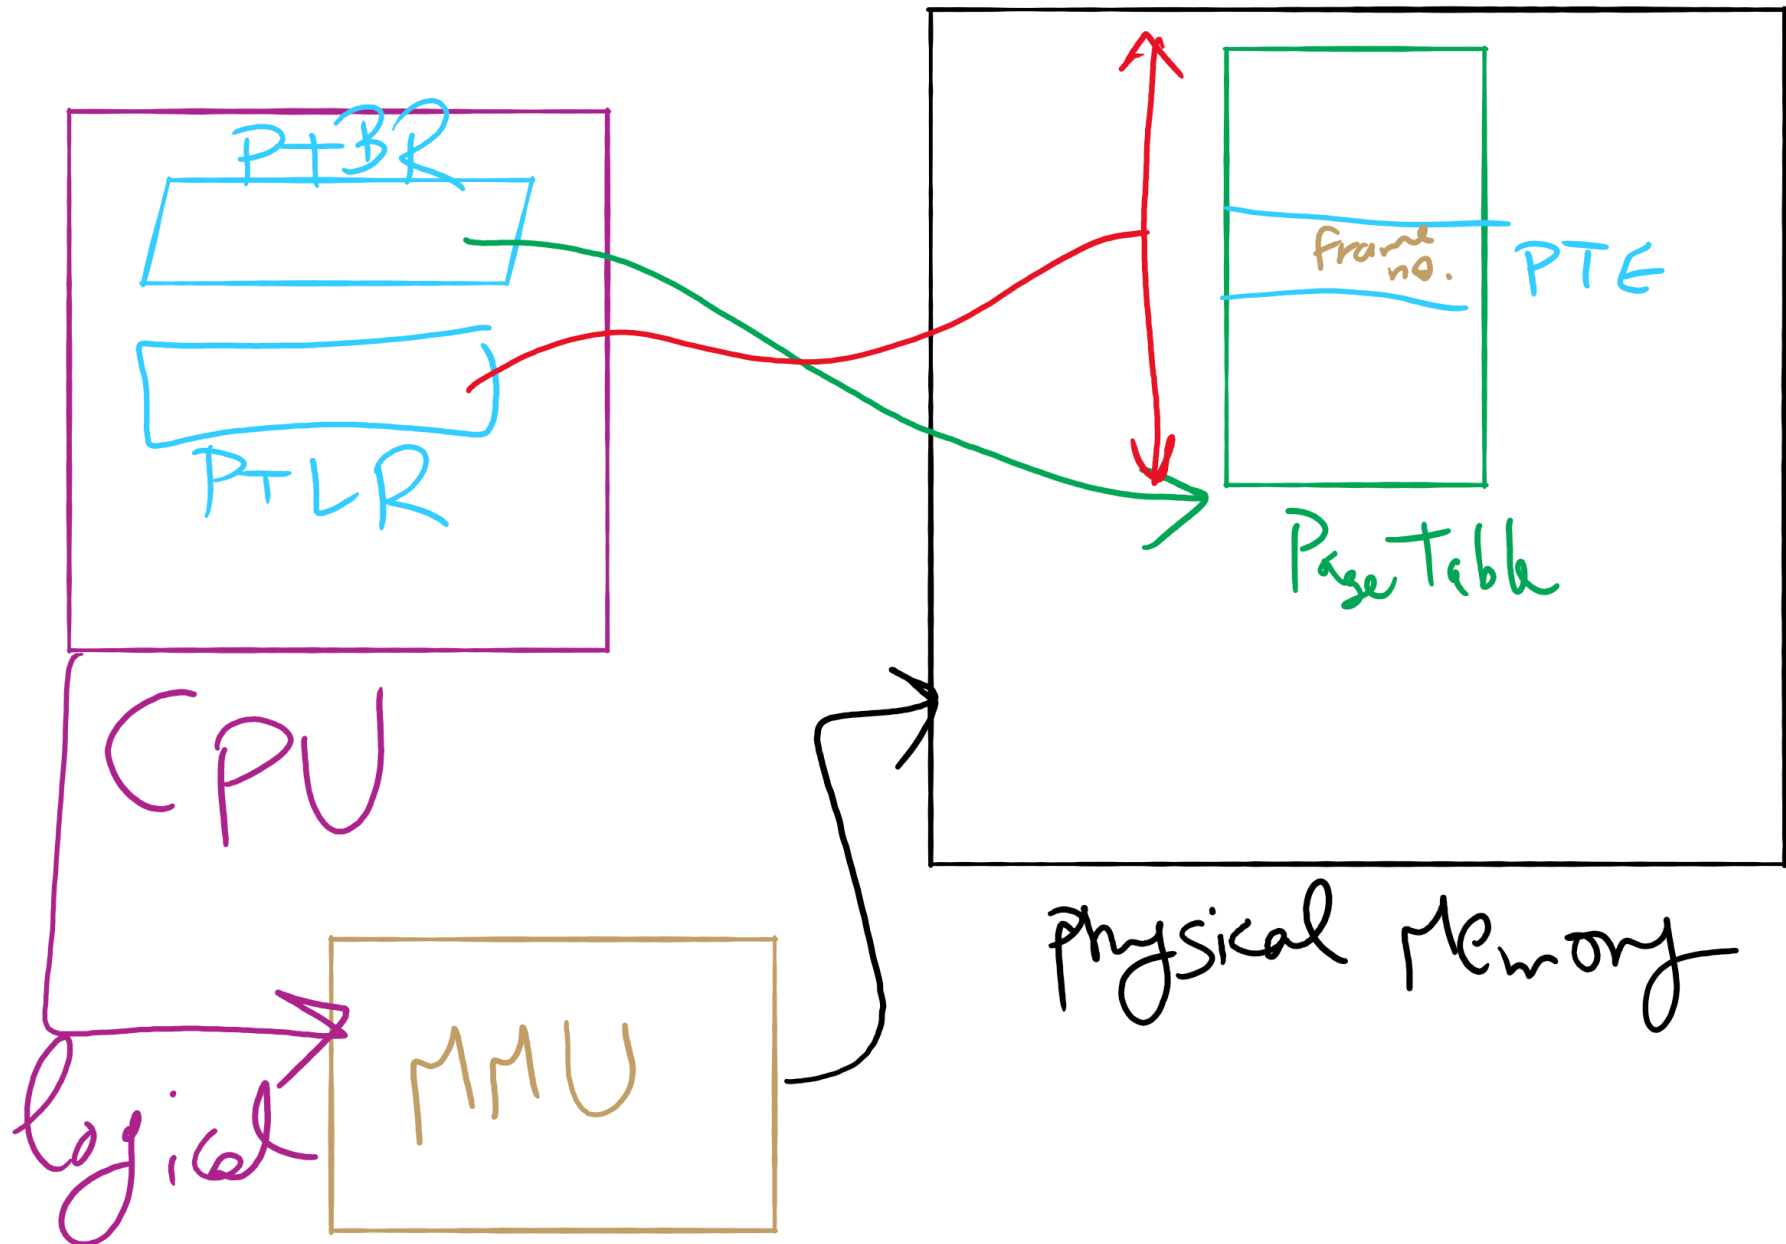 PTBR
PTLR
CPU
logical
MMU
frame
no.
PTE
Page Table
Physical Memory